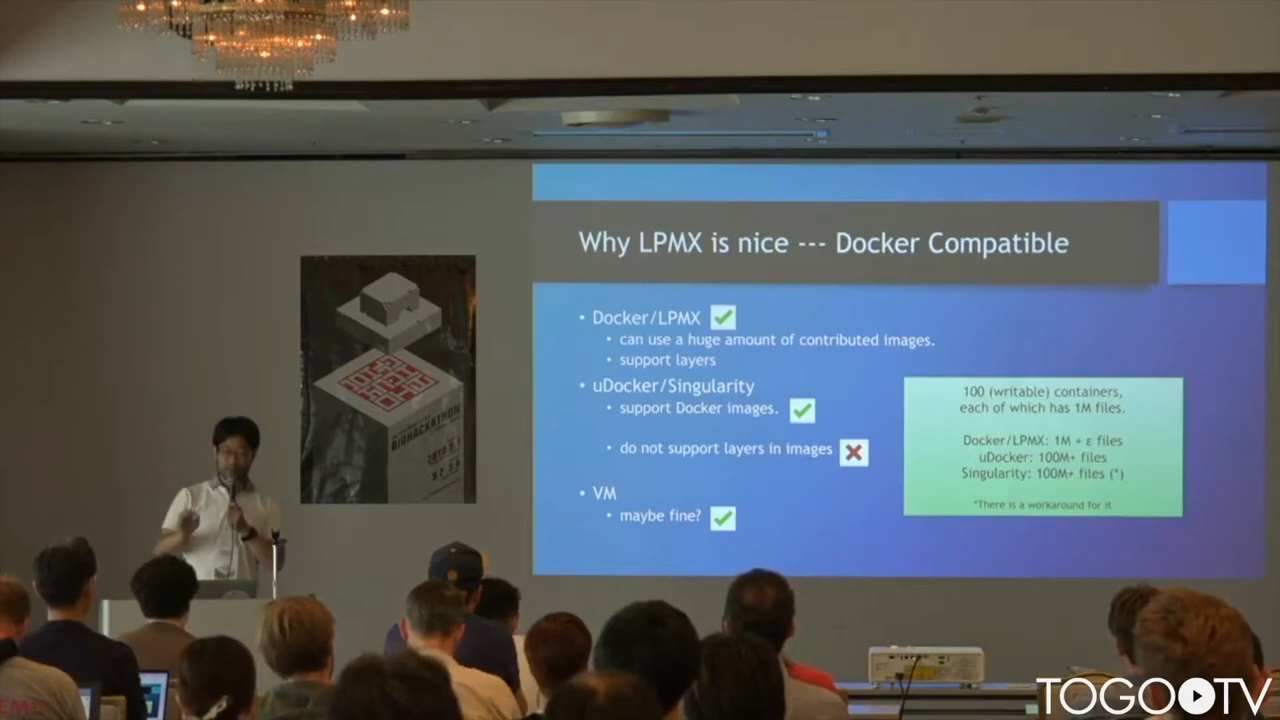 Why LPMX is nice --- Docker Compatible
• Docker/LPMX
• can use a huge amount of contributed images.
• support layers
• uDocker/Singularity
• support Docker images.
• do not support layers in images
• VM
• maybe fine?
100 (writable) containers,
each of which has 1M files.
Docker/LPMX: 1M + ε files
uDocker: 100M+ files
Singularity: 100M+ files (*)
*There is a workaround for it
BIOHACKATHON
TOGOTV